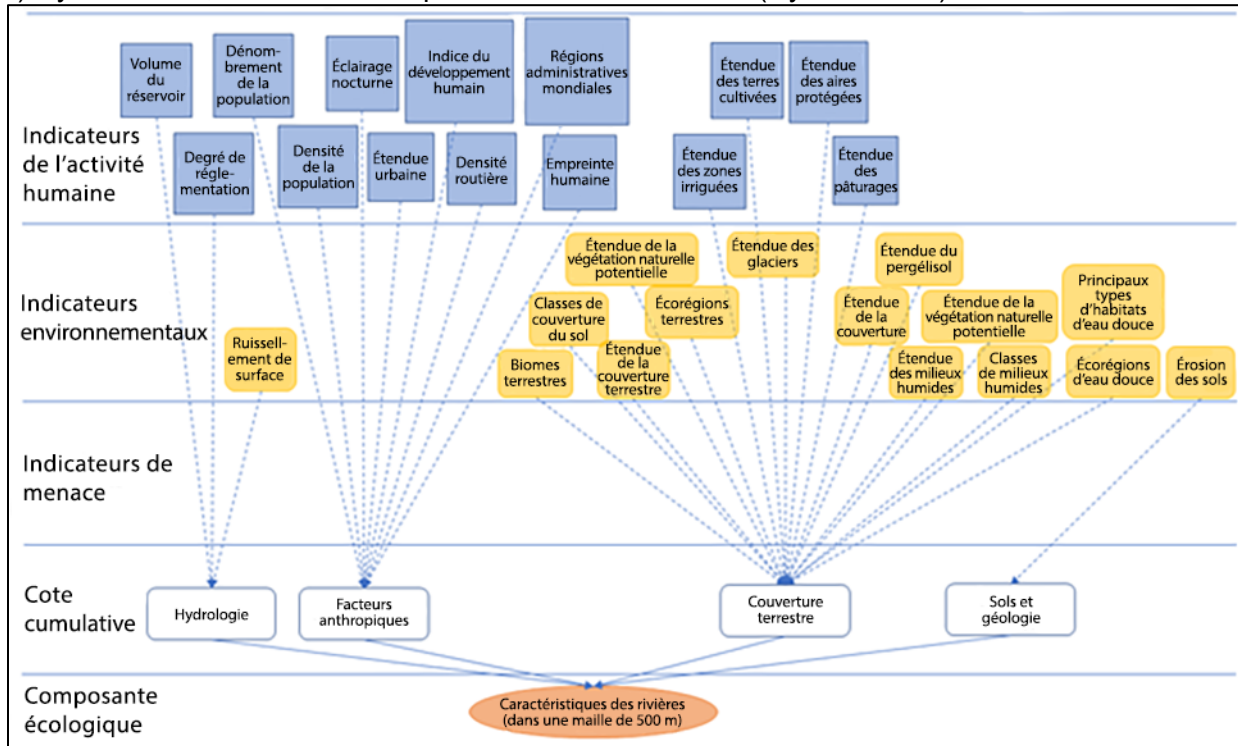 Indicateurs
de l'activité
humaine
Volume
du
réservoir
Dénom-
brement
de la
population
Éclairage
nocturne
Indice du
développement
humain
Régions
administratives
mondiales
Étendue
des terres
cultivées
Étendue
des aires
protégées
Degré de
régle-
mentation
Densité
de la
population
Étendue
urbaine
Densité
routière
Empreinte
humaine
Étendue
des zones
irriguées
Étendue
des
pâturages
Indicateurs
environnementaux
Étendue de la
végétation naturelle
potentielle
Étendue des
glaciers
Étendue du
pergélisol
Principaux
types
d'habitats
d'eau douce
Classes de
couverture
du sol
Écorégions
terrestres
Étendue
de la
couverture
Étendue de la
végétation naturelle
potentielle
Ruissell-
ement de
surface
Biomes
terrestres
Étendue
de la
couverture
terrestre
Étendue
des milieux
humides
Classes
de milieux
humides
Écorégions
d'eau douce
Érosion
des sols
Indicateurs de
menace
Cote
cumulative
Hydrologie
Facteurs
anthropiques
Couverture
terrestre
Sols et
géologie
Composante
écologique
Caractéristiques des rivières
(dans une maille de 500 m)